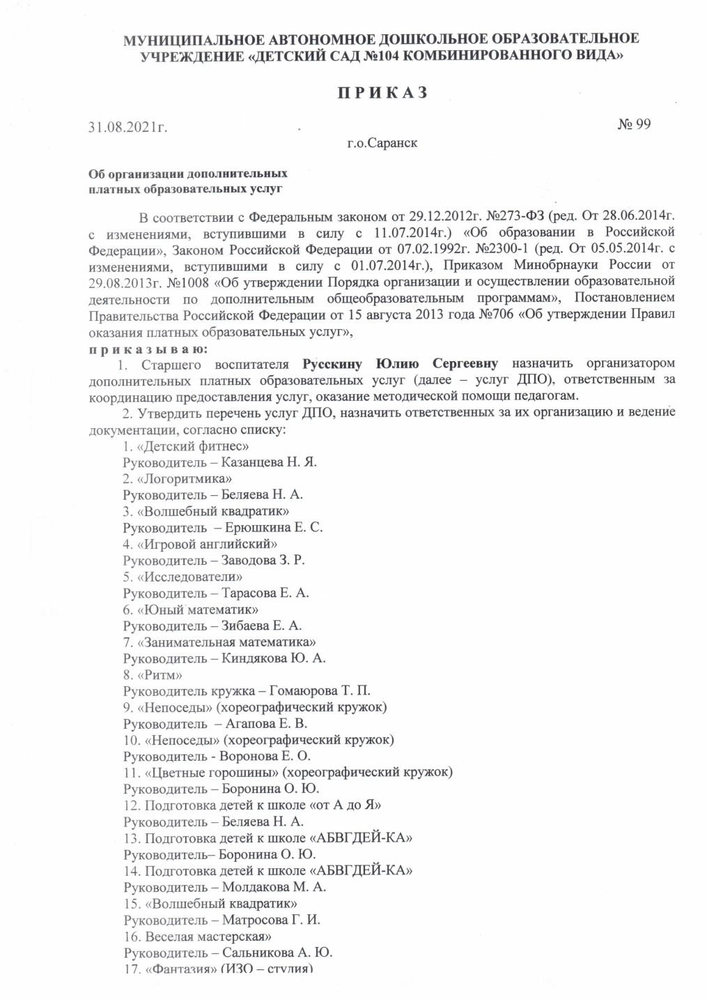 МУНИЦИПАЛЬНОЕ АВТОНОМНОЕ ДОШКОЛЬНОЕ ОБРАЗОВАТЕЛЬНОЕ
УЧРЕЖДЕНИЕ «ДЕТСКИЙ САД №104 КОМБИНИРОВАННОГО ВИДА»
П Р И К А З
31.08.2021г. № 99
г.о.Саранск
Об организации дополнительных
платных образовательных услуг
В соответствии с Федеральным законом от 29.12.2012г. №273-ФЗ (ред. От 28.06.2014г.
с изменениями, вступившими в силу с 11.07.2014г.) «Об образовании в Российской
Федерации», Законом Российской Федерации от 07.02.1992г. №2300-1 (ред. От 05.05.2014г. с
изменениями, вступившими в силу с 01.07.2014г.), Приказом Минобрнауки России от
29.08.2013г. №1008 «Об утверждении Порядка организации и осуществлении образовательной
деятельности по дополнительным общеобразовательным программам», Постановлением
Правительства Российской Федерации от 15 августа 2013 года №706 «Об утверждении Правил
оказания платных образовательных услуг»,
п р и к а з ы в а ю:
1. Старшего воспитателя Русскину Юлию Сергеевну назначить организатором
дополнительных платных образовательных услуг (далее – услуг ДПО), ответственным за
координацию предоставления услуг, оказание методической помощи педагогам.
2. Утвердить перечень услуг ДПО, назначить ответственных за их организацию и ведение
документации, согласно списку:
1. «Детский фитнес»
Руководитель – Казанцева Н. Я.
2. «Логоритмика»
Руководитель – Беляева Н. А.
3. «Волшебный квадратик»
Руководитель – Ерюшкина Е. С.
4. «Игровой английский»
Руководитель – Заводова З. Р.
5. «Исследователи»
Руководитель – Тарасова Е. А.
6. «Юный математик»
Руководитель – Зибаева Е. А.
7. «Занимательная математика»
Руководитель – Киндякова Ю. А.
8. «Ритм»
Руководитель кружка – Гомаюрова Т. П.
9. «Непоседы» (хореографический кружок)
Руководитель – Агапова Е. В.
10. «Непоседы» (хореографический кружок)
Руководитель - Воронова Е. О.
11. «Цветные горошины» (хореографический кружок)
Руководитель – Боронина О. Ю.
12. Подготовка детей к школе «от А до Я»
Руководитель – Беляева Н. А.
13. Подготовка детей к школе «АБВГДЕЙ-КА»
Руководитель– Боронина О. Ю.
14. Подготовка детей к школе «АБВГДЕЙ-КА»
Руководитель – Молдакова М. А.
15. «Волшебный квадратик»
Руководитель – Матросова Г. И.
16. Веселая мастерская»
Руководитель – Сальникова А. Ю.
17. «Фантазия» (ИЗО – студия)